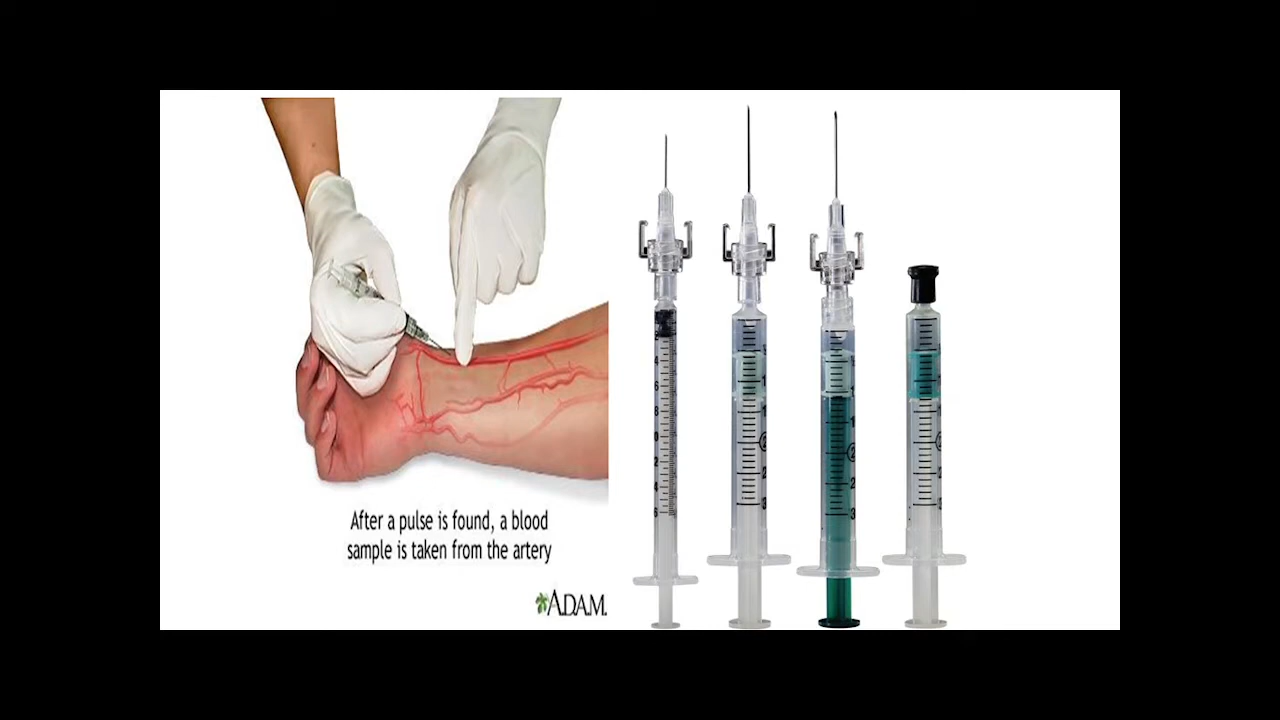 After a pulse is found, a blood
sample is taken from the artery
A.D.A.M.